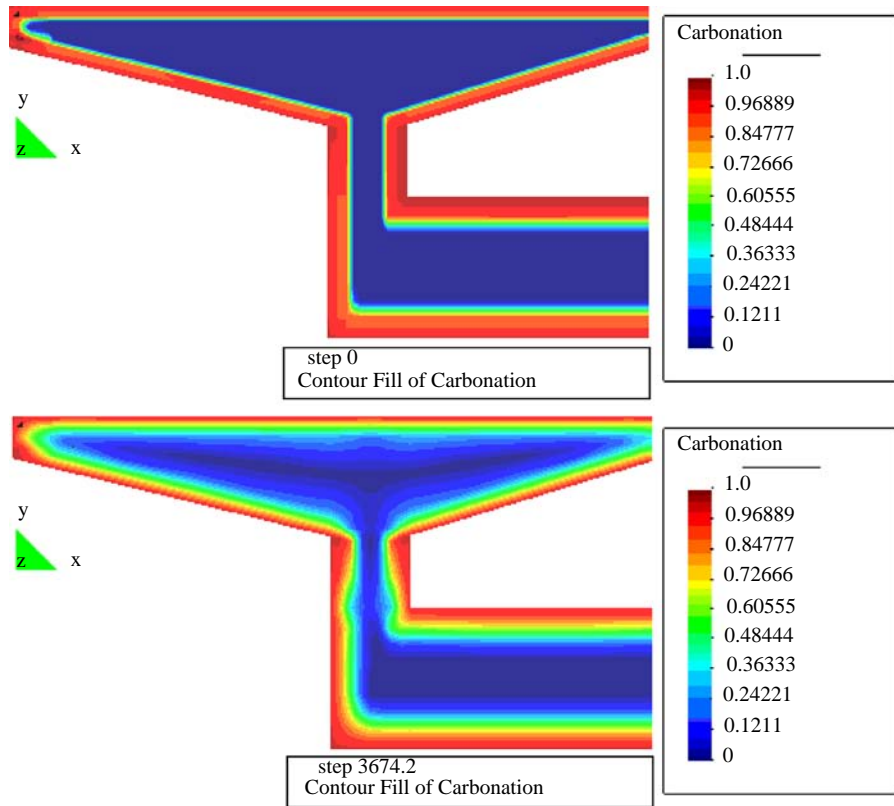 Carbonation
1.0
0.96889
0.84777
0.72666
0.60555
0.48444
0.36333
0.24221
0.1211
0
y
z x
step 0
Contour Fill of Carbonation
Carbonation
1.0
0.96889
0.84777
0.72666
0.60555
0.48444
0.36333
0.24221
0.1211
0
y
z x
step 3674.2
Contour Fill of Carbonation